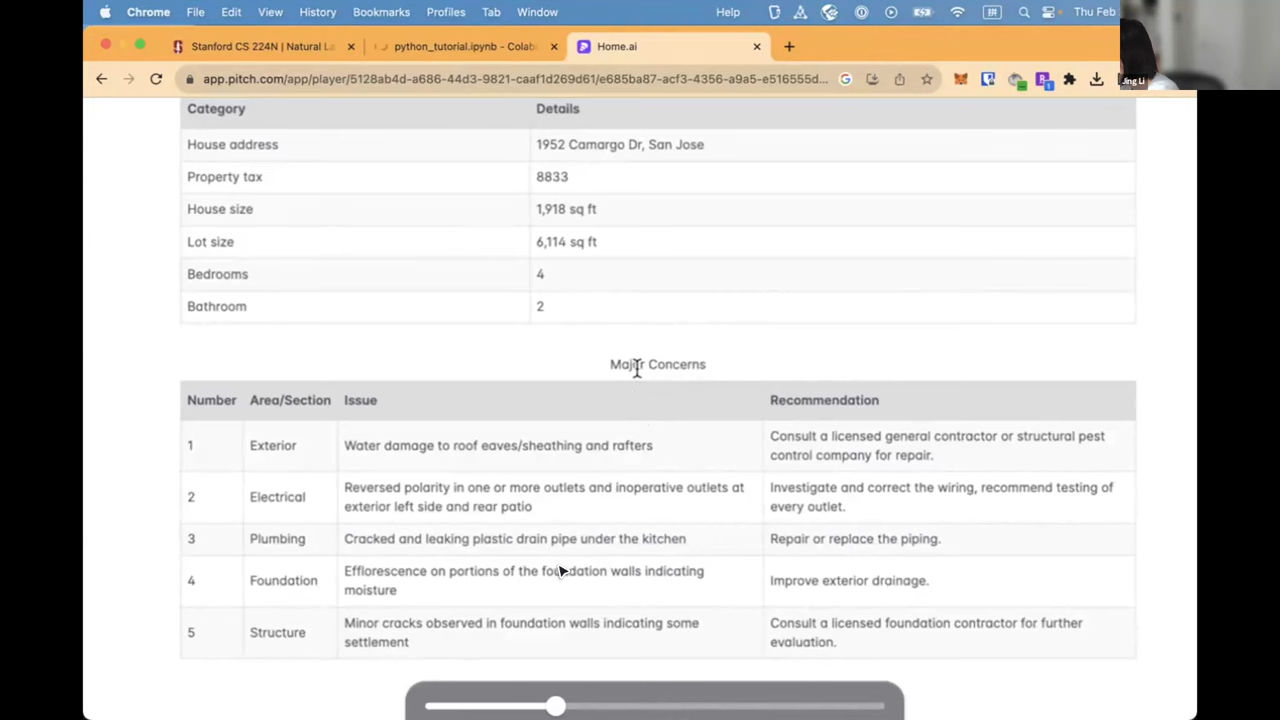 Chrome File Edit View History Bookmarks Profiles Tab Window Help Thu Feb
Stanford CS 224N | Natural La
python_tutorial.ipynb - Colab
Home.ai
app.pitch.com/app/player/5128ab4d-a686-44d3-9821-caaf1d269d61/e685ba87-acf3-4356-a9a5-e516555d...
Jing Li
Category Details
House address 1952 Camargo Dr, San Jose
Property tax 8833
House size 1,918 sq ft
Lot size 6,114 sq ft
Bedrooms 4
Bathroom 2
Major Concerns
Number Area/Section Issue Recommendation
1 Exterior Water damage to roof eaves/sheathing and rafters Consult a licensed general contractor or structural pest
control company for repair.
2 Electrical Reversed polarity in one or more outlets and inoperative outlets at
exterior left side and rear patio
Investigate and correct the wiring, recommend testing of
every outlet.
3 Plumbing Cracked and leaking plastic drain pipe under the kitchen Repair or replace the piping.
4 Foundation Efflorescence on portions of the foundation walls indicating
moisture
Improve exterior drainage.
5 Structure Minor cracks observed in foundation walls indicating some
settlement
Consult a licensed foundation contractor for further
evaluation.